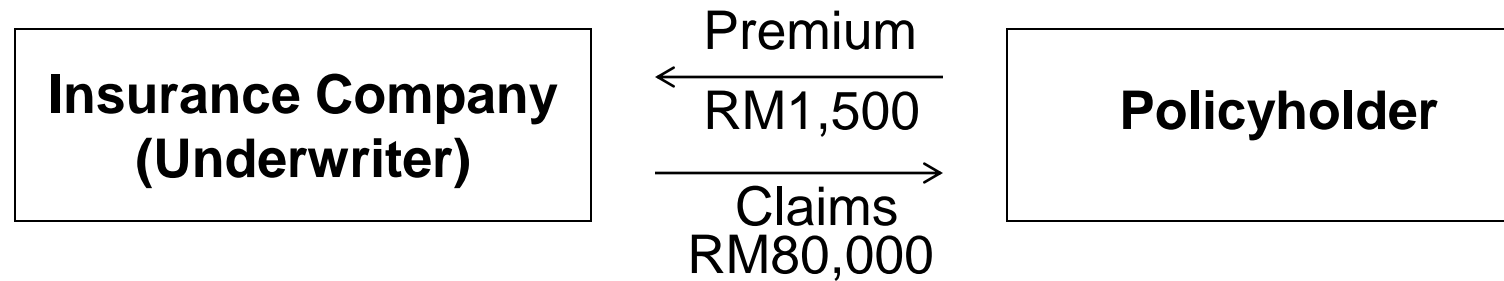 Insurance Company
(Underwriter)
Premium
RM1,500
Claims
RM80,000
Policyholder